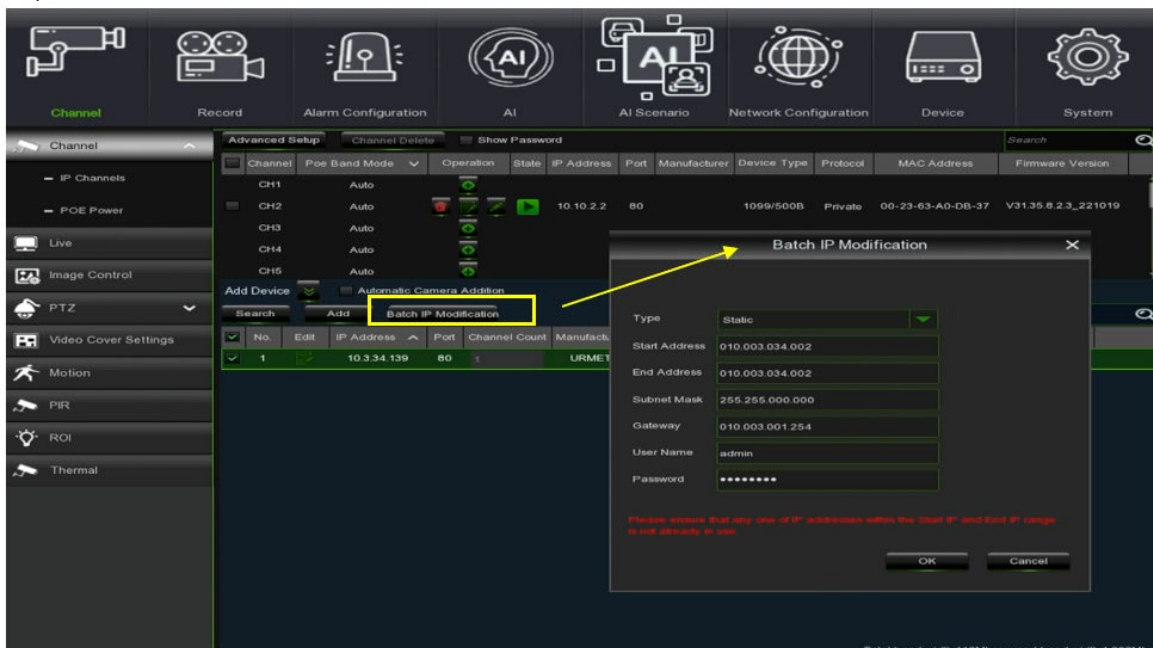 AI
AI
Channel Record Alarm Configuration AI AI Scenario Network Configuration Device System
Channel
IP Channels
POE Power
Live
Image Control
PTZ
Video Cover Settings
Motion
PIR
ROI
Thermal
Advanced Setup Channel Delete Show Password Search
Channel Poe Band Mode Operation State IP Address Port Manufacturer Device Type Protocol MAC Address Firmware Version
CH1 Auto
CH2 Auto 10.10.2.2 80 1099/500B Private 00-23-63-A0-DB-37 V31.35.8.2.3_221019
CH3 Auto
CH4 Auto
CH5 Auto
Add Device Automatic Camera Addition
Search Add Batch IP Modification
No. Edit IP Address Port Channel Count Manufactu
1 10.3.34.139 80 1 URMET
Batch IP Modification
Type Static
Start Address 010.003.034.002
End Address 010.003.034.002
Subnet Mask 255.255.000.000
Gateway 010.003.001.254
User Name admin
Password ••••••••
Please ensure that any one of IP addresses within the Start IP and End IP range
is not already in use.
OK Cancel